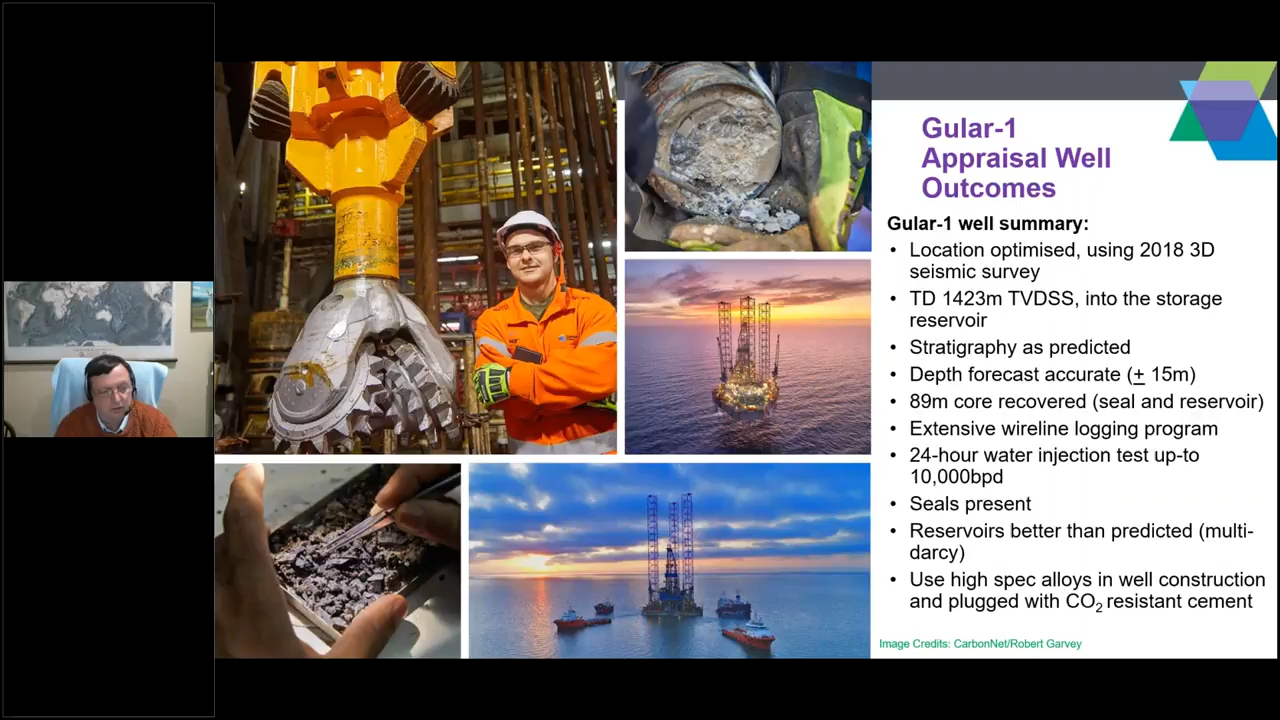 Gular-1
Appraisal Well
Outcomes
Gular-1 well summary:
• Location optimised, using 2018 3D
seismic survey
• TD 1423m TVDSS, into the storage
reservoir
• Stratigraphy as predicted
• Depth forecast accurate (+ 15m)
• 89m core recovered (seal and reservoir)
• Extensive wireline logging program
• 24-hour water injection test up-to
10,000bpd
• Seals present
• Reservoirs better than predicted (multi-
darcy)
• Use high spec alloys in well construction
and plugged with CO2 resistant cement
Image Credits: CarbonNet/Robert Garvey